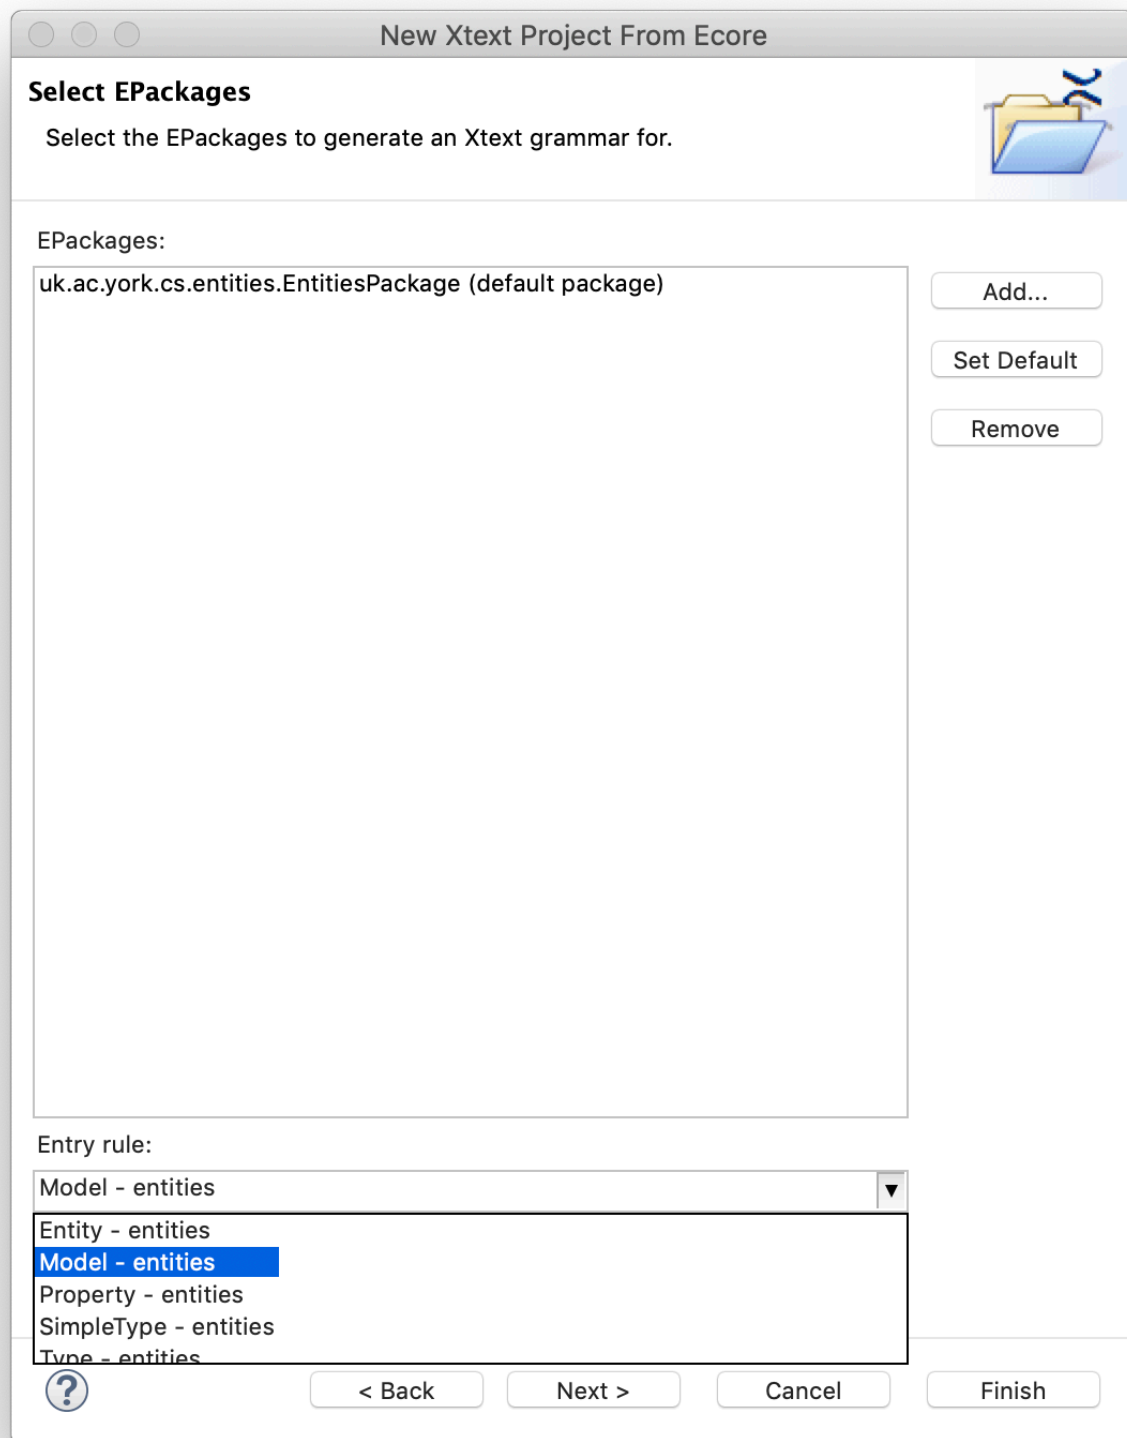 New Xtext Project From Ecore
Select EPackages
Select the EPackages to generate an Xtext grammar for.
EPackages:
uk.ac.york.cs.entities.EntitiesPackage (default package)
Add...
Set Default
Remove
Entry rule:
Model - entities
▼
Entity - entities
Model - entities
Property - entities
SimpleType - entities
Type - entities
?
< Back
Next >
Cancel
Finish